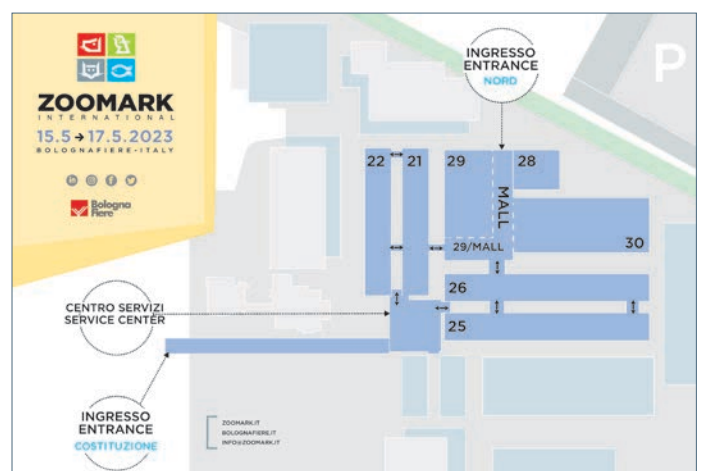 ZOOMARK
INTERNATIONAL
15.5 → 17.5.2023
BOLOGNAFIERE - ITALY
Bologna
Fiere
INGRESSO
ENTRANCE
NORD
P
22
21
29
28
MALL
29/MALL
30
26
25
CENTRO SERVIZI
SERVICE CENTER
INGRESSO
ENTRANCE
COSTITUZIONE
ZOOMARK.IT
BOLOGNAFIERE.IT
INFO@ZOOMARK.IT